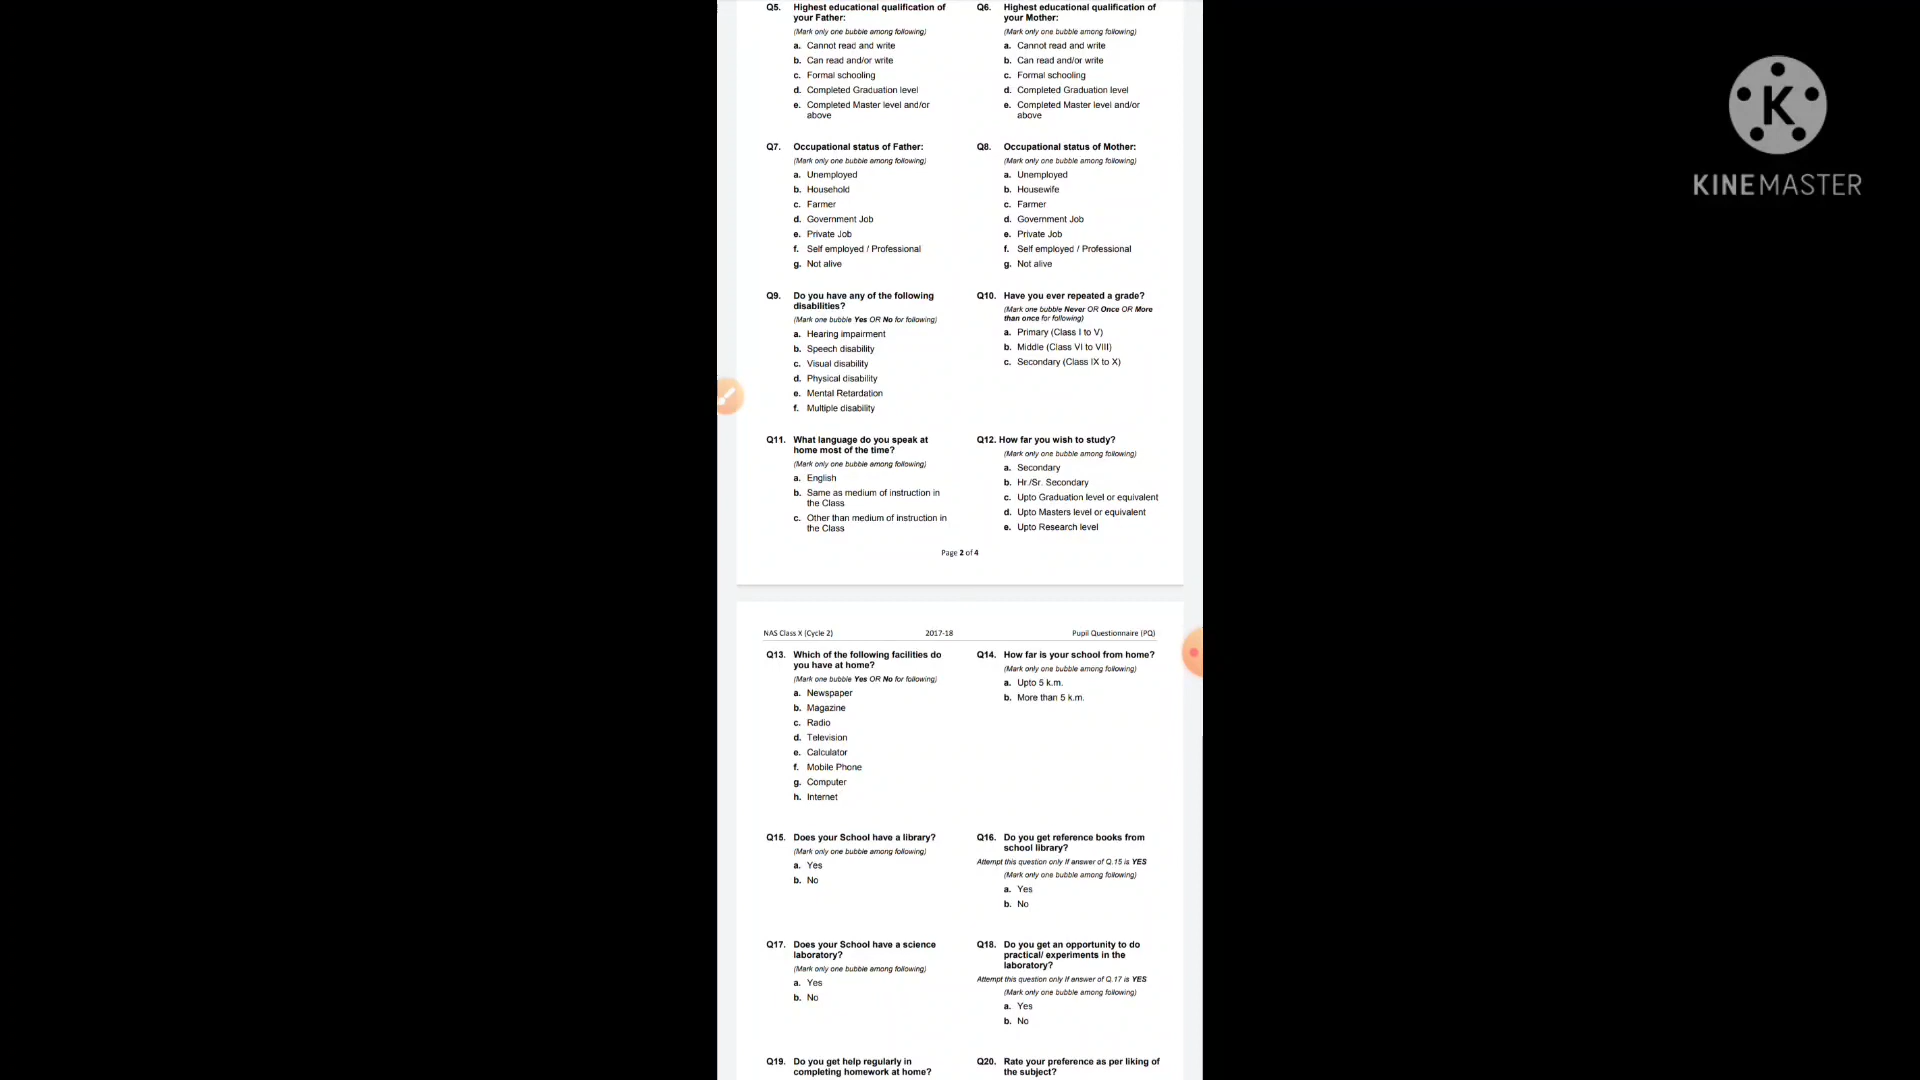 Q5. Highest educational qualification of
your Father:
(Mark only one bubble among following)
a. Cannot read and write
b. Can read and/or write
c. Formal schooling
d. Completed Graduation level
e. Completed Master level and/or
above
Q6. Highest educational qualification of
your Mother:
(Mark only one bubble among following)
a. Cannot read and write
b. Can read and/or write
c. Formal schooling
d. Completed Graduation level
e. Completed Master level and/or
above
Q7. Occupational status of Father:
(Mark only one bubble among following)
a. Unemployed
b. Household
c. Farmer
d. Government Job
e. Private Job
f. Self employed / Professional
g. Not alive
Q8. Occupational status of Mother:
(Mark only one bubble among following)
a. Unemployed
b. Housewife
c. Farmer
d. Government Job
e. Private Job
f. Self employed / Professional
g. Not alive
Q9. Do you have any of the following
disabilities?
(Mark one bubble Yes OR No for following)
a. Hearing impairment
b. Speech disability
c. Visual disability
d. Physical disability
e. Mental Retardation
f. Multiple disability
Q10. Have you ever repeated a grade?
(Mark one bubble Never OR Once OR More
than once for following)
a. Primary (Class I to V)
b. Middle (Class VI to VIII)
c. Secondary (Class IX to X)
Q11. What language do you speak at
home most of the time?
(Mark only one bubble among following)
a. English
b. Same as medium of instruction in
the Class
c. Other than medium of instruction in
the Class
Q12. How far you wish to study?
(Mark only one bubble among following)
a. Secondary
b. Hr./Sr. Secondary
c. Upto Graduation level or equivalent
d. Upto Masters level or equivalent
e. Upto Research level
Page 2 of 4
NAS Class X (Cycle 2) 2017-18 Pupil Questionnaire (PQ)
Q13. Which of the following facilities do
you have at home?
(Mark one bubble Yes OR No for following)
a. Newspaper
b. Magazine
c. Radio
d. Television
e. Calculator
f. Mobile Phone
g. Computer
h. Internet
Q14. How far is your school from home?
(Mark only one bubble among following)
a. Upto 5 k.m.
b. More than 5 k.m.
Q15. Does your School have a library?
(Mark only one bubble among following)
a. Yes
b. No
Q16. Do you get reference books from
school library?
Attempt this question only If answer of Q.15 is YES
(Mark only one bubble among following)
a. Yes
b. No
Q17. Does your School have a science
laboratory?
(Mark only one bubble among following)
a. Yes
b. No
Q18. Do you get an opportunity to do
practical/ experiments in the
laboratory?
Attempt this question only If answer of Q.17 is YES
(Mark only one bubble among following)
a. Yes
b. No
Q19. Do you get help regularly in
completing homework at home?
Q20. Rate your preference as per liking of
the subject?
K
KINEMASTER